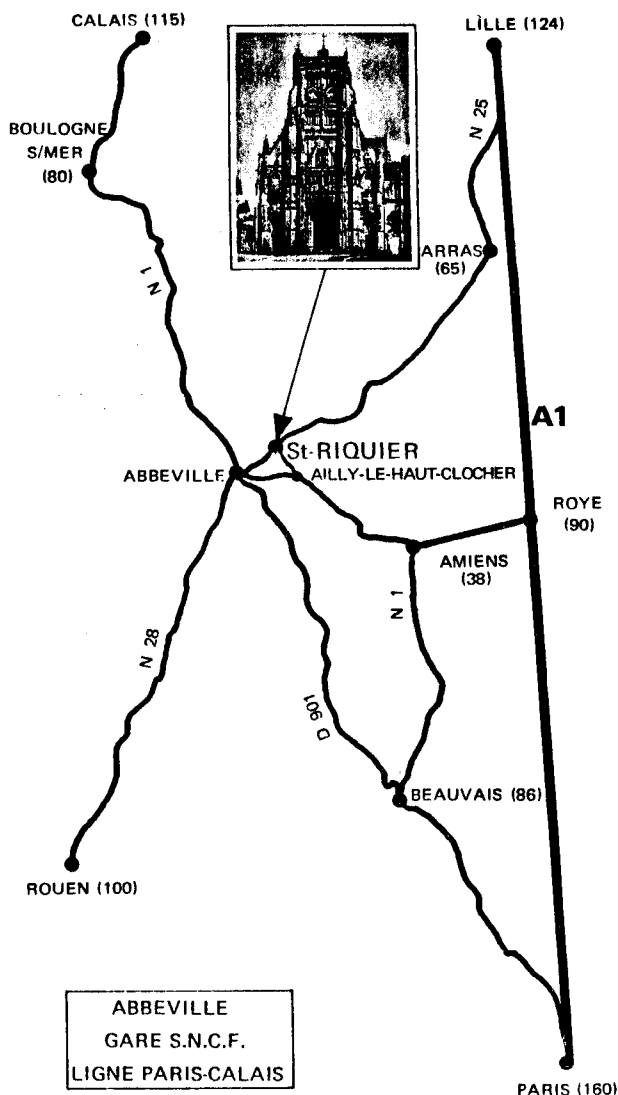 CALAIS (115)
LILLE (124)
BOULOGNE
S/MER
(80)
N 25
ARRAS
(65)
N 1
A1
St-RIQUIER
ABBEVILLE
AILLY-LE-HAUT-CLOCHER
ROYE
(90)
AMIENS
(38)
N 1
N 28
D 901
BEAUVAIS (86)
ROUEN (100)
ABBEVILLE
GARE S.N.C.F.
LIGNE PARIS-CALAIS
PARIS (160)